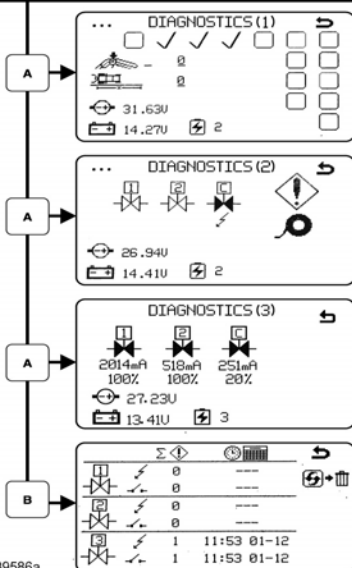 DIAGNOSTICS(1)
A
0
0
31.63V
14.27V 2
DIAGNOSTICS(2)
1 2 C
A
26.94V
14.41V 2
DIAGNOSTICS(3)
1 2 C
A
2014mA 518mA 251mA
100% 100% 20%
27.23V
13.41V 3
Σ
1 0 ---
B
0 ---
2 0 ---
0 ---
3 1 11:53 01-12
1 11:53 01-12